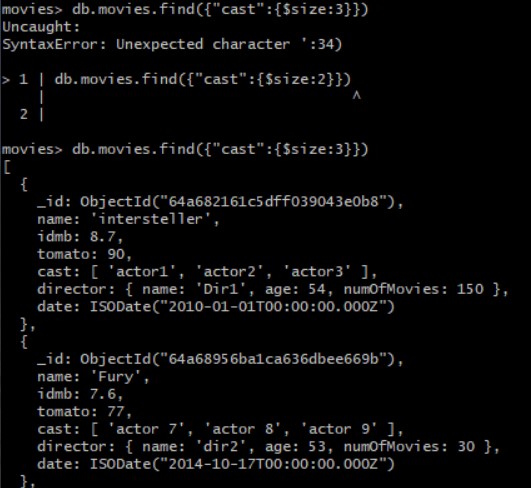 movies> db.movies.find({"cast":{$size:3}})
Uncaught:
SyntaxError: Unexpected character ':34)

> 1 | db.movies.find({"cast":{$size:2}})
    |                                   ^
  2 |

movies> db.movies.find({"cast":{$size:3}})
[
  {
    _id: ObjectId("64a682161c5dff039043e0b8"),
    name: 'intersteller',
    idmb: 8.7,
    tomato: 90,
    cast: [ 'actor1', 'actor2', 'actor3' ],
    director: { name: 'Dir1', age: 54, numOfMovies: 150 },
    date: ISODate("2010-01-01T00:00:00.000Z")
  },
  {
    _id: ObjectId("64a68956ba1ca636dbee669b"),
    name: 'Fury',
    idmb: 7.6,
    tomato: 77,
    cast: [ 'actor 7', 'actor 8', 'actor 9' ],
    director: { name: 'dir2', age: 53, numOfMovies: 30 },
    date: ISODate("2014-10-17T00:00:00.000Z")
  },